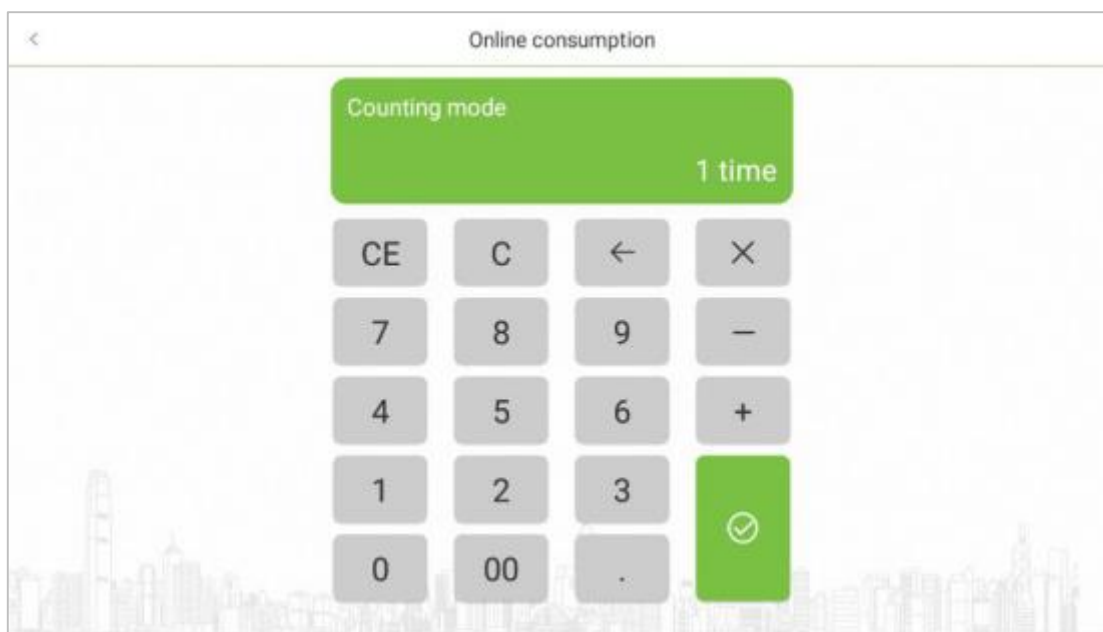 Online consumption
Counting mode
1 time
CE C ← ×
7 8 9 −
4 5 6 +
1 2 3
0 00 .